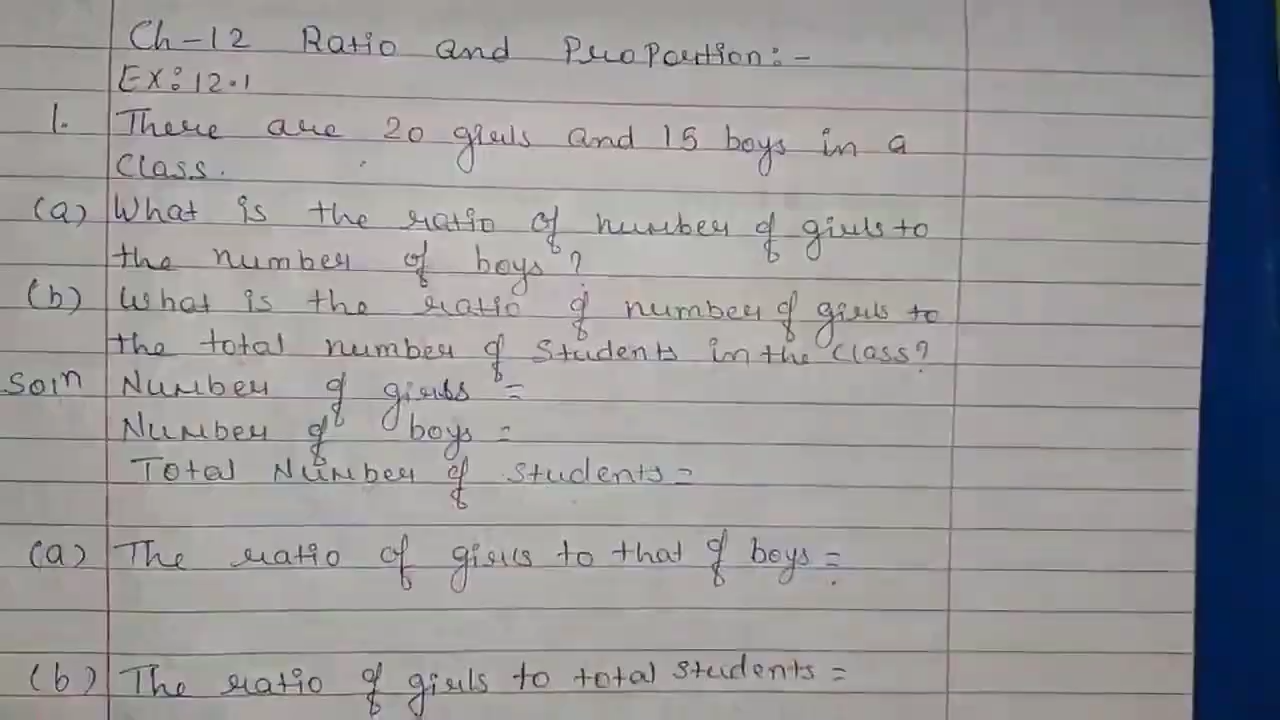 Ch-12 Ratio and Proportion:-
Ex: 12.1
1. There are 20 girls and 15 boys in a
Class.
(a) What is the ratio of number of girls to
the number of boys?
(b) What is the ratio of number of girls to
the total number of Students in the Class?
Soln Number of girls =
Number of boys =
Total Number of students =
(a) The ratio of girls to that of boys =
(b) The ratio of girls to total students =